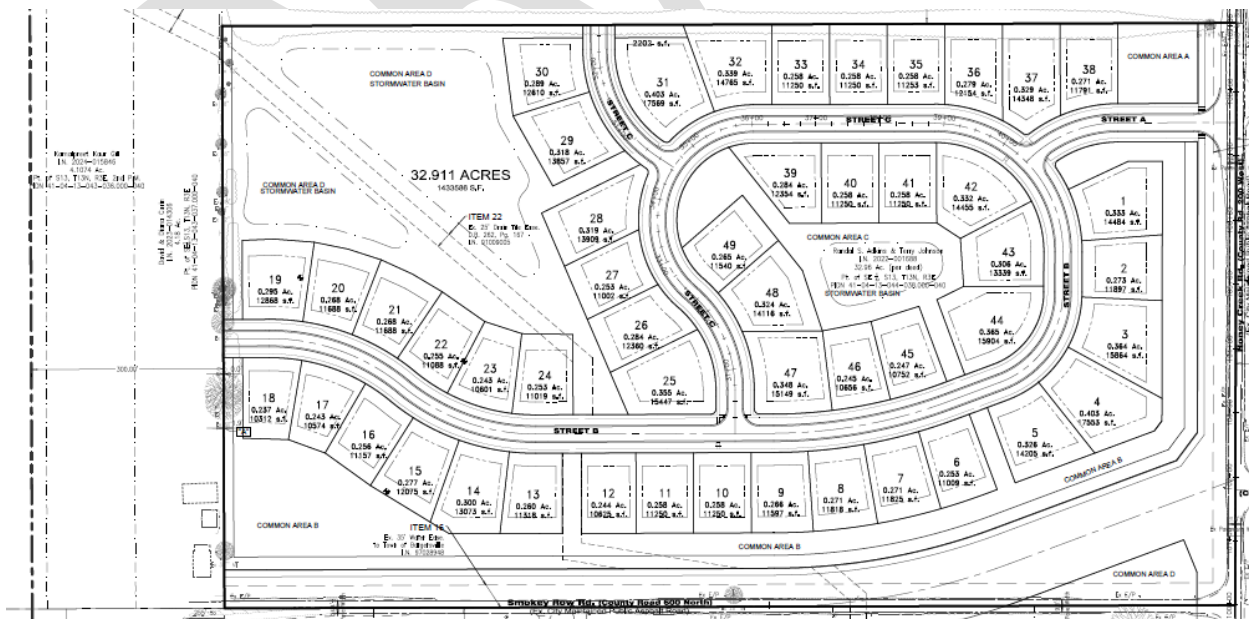 COMMON AREA D
STORMWATER BASIN
COMMON AREA D
STORMWATER BASIN
32.911 ACRES
1433588 S.F.
ITEM 22
30
0.289 Ac.
12610 s.f.
29
0.318 Ac.
13857 s.f.
28
0.319 Ac.
13909 s.f.
27
0.253 Ac.
11002 s.f.
26
0.284 Ac.
12360 s.f.
25
0.355 Ac.
15447 s.f.
2202 s.f.
31
0.403 Ac.
17569 s.f.
32
0.339 Ac.
14765 s.f.
33
0.258 Ac.
11250 s.f.
34
0.258 Ac.
11250 s.f.
35
0.258 Ac.
11253 s.f.
36
0.279 Ac.
12154 s.f.
37
0.329 Ac.
14348 s.f.
38
0.271 Ac.
11791 s.f.
COMMON AREA A
STREET C
STREET C
STREET A
STREET C
STREET B
39
0.284 Ac.
12354 s.f.
40
0.258 Ac.
11250 s.f.
41
0.258 Ac.
11250 s.f.
42
0.332 Ac.
14455 s.f.
43
0.306 Ac.
13339 s.f.
44
0.365 Ac.
15904 s.f.
COMMON AREA C
Randal S. Adkins & Tony Johnson
STORMWATER BASIN
49
0.265 Ac.
11540 s.f.
48
0.324 Ac.
14116 s.f.
47
0.348 Ac.
15149 s.f.
46
0.245 Ac.
10656 s.f.
45
0.247 Ac.
10752 s.f.
1
0.333 Ac.
14484 s.f.
2
0.273 Ac.
11897 s.f.
3
0.364 Ac.
15864 s.f.
4
0.403 Ac.
17553 s.f.
5
0.326 Ac.
14205 s.f.
6
0.253 Ac.
11009 s.f.
7
0.271 Ac.
11825 s.f.
8
0.271 Ac.
11818 s.f.
9
0.266 Ac.
11597 s.f.
10
0.258 Ac.
11250 s.f.
11
0.258 Ac.
11250 s.f.
12
0.244 Ac.
10625 s.f.
13
0.260 Ac.
11318 s.f.
14
0.300 Ac.
13073 s.f.
15
0.277 Ac.
12075 s.f.
16
0.256 Ac.
11157 s.f.
17
0.243 Ac.
10574 s.f.
18
0.237 Ac.
10312 s.f.
19
0.295 Ac.
12868 s.f.
20
0.268 Ac.
11688 s.f.
21
0.268 Ac.
11688 s.f.
22
0.255 Ac.
11088 s.f.
23
0.243 Ac.
10601 s.f.
24
0.253 Ac.
11019 s.f.
STREET B
300.00'
COMMON AREA B
COMMON AREA B
COMMON AREA B
COMMON AREA D
Smokey Row Rd. (County Road 600 North)